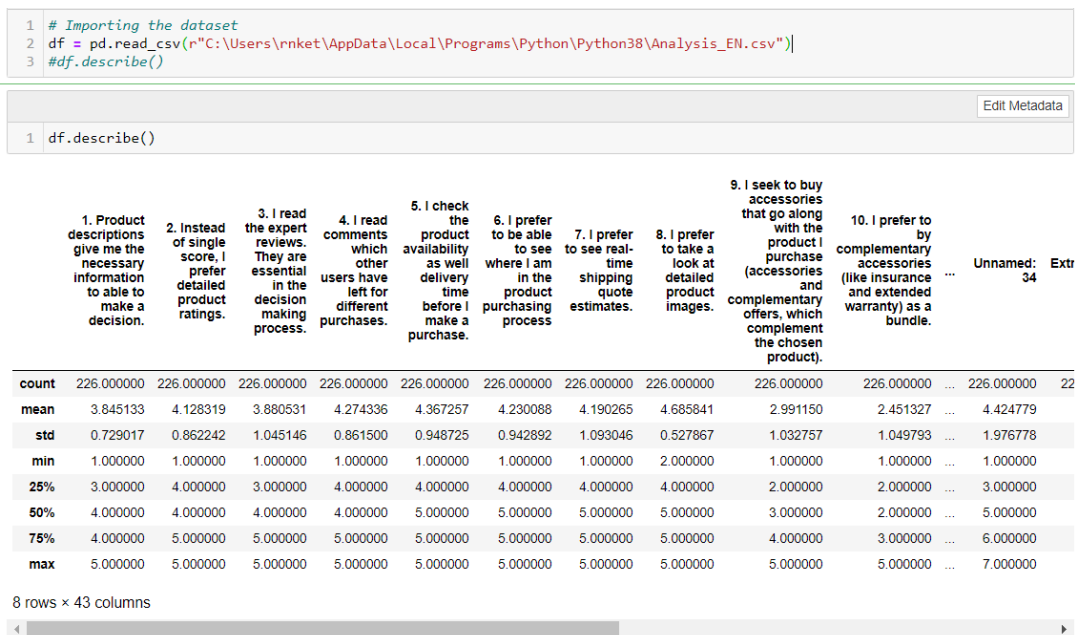 1 # Importing the dataset
2 df = pd.read_csv(r"C:\Users\rnket\AppData\Local\Programs\Python\Python38\Analysis_EN.csv")
3 #df.describe()
Edit Metadata
1 df.describe()
1. Product
descriptions
give me the
necessary
information
to able to
make a
decision.
2. Instead
of single
score, I
prefer
detailed
product
ratings.
3. I read
the expert
reviews.
They are
essential
in the
decision
making
process.
4. I read
comments
which
other
users have
left for
different
purchases.
5. I check
the
product
availability
as well
delivery
time
before I
make a
purchase.
6. I prefer
to be able
to see
where I am
in the
product
purchasing
process
7. I prefer
to see real-
time
shipping
quote
estimates.
8. I prefer
to take a
look at
detailed
product
images.
9. I seek to buy
accessories
that go along
with the
product I
purchase
(accessories
and
complementary
offers, which
complement
the chosen
product).
10. I prefer to
by
complementary
accessories
(like insurance
and extended
warranty) as a
bundle.
...
Unnamed:
34
Extr
count 226.000000 226.000000 226.000000 226.000000 226.000000 226.000000 226.000000 226.000000 226.000000 226.000000 ... 226.000000 22
mean 3.845133 4.128319 3.880531 4.274336 4.367257 4.230088 4.190265 4.685841 2.991150 2.451327 ... 4.424779
std 0.729017 0.862242 1.045146 0.861500 0.948725 0.942892 1.093046 0.527867 1.032757 1.049793 ... 1.976778
min 1.000000 1.000000 1.000000 1.000000 1.000000 1.000000 1.000000 2.000000 1.000000 1.000000 ... 1.000000
25% 3.000000 4.000000 3.000000 4.000000 4.000000 4.000000 4.000000 4.000000 2.000000 2.000000 ... 3.000000
50% 4.000000 4.000000 4.000000 4.000000 5.000000 5.000000 5.000000 5.000000 3.000000 2.000000 ... 5.000000
75% 4.000000 5.000000 5.000000 5.000000 5.000000 5.000000 5.000000 5.000000 4.000000 3.000000 ... 6.000000
max 5.000000 5.000000 5.000000 5.000000 5.000000 5.000000 5.000000 5.000000 5.000000 5.000000 ... 7.000000
8 rows × 43 columns